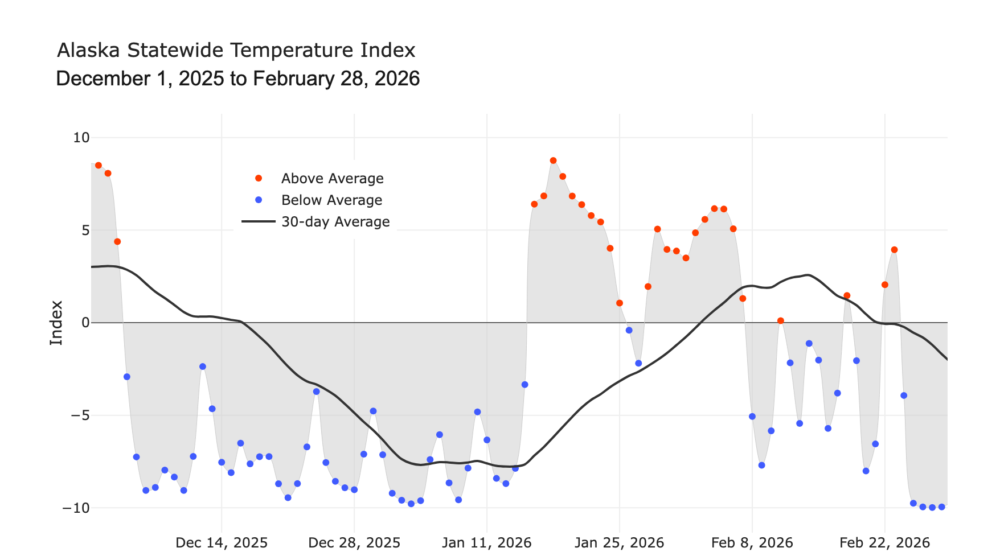 Alaska Statewide Temperature Index
December 1, 2025 to February 28, 2026
10
5
0
−5
−10
Index
Above Average
Below Average
30-day Average
Dec 14, 2025
Dec 28, 2025
Jan 11, 2026
Jan 25, 2026
Feb 8, 2026
Feb 22, 2026